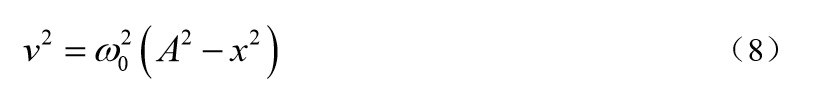 v² = ω₀²(A² − x²) （8）